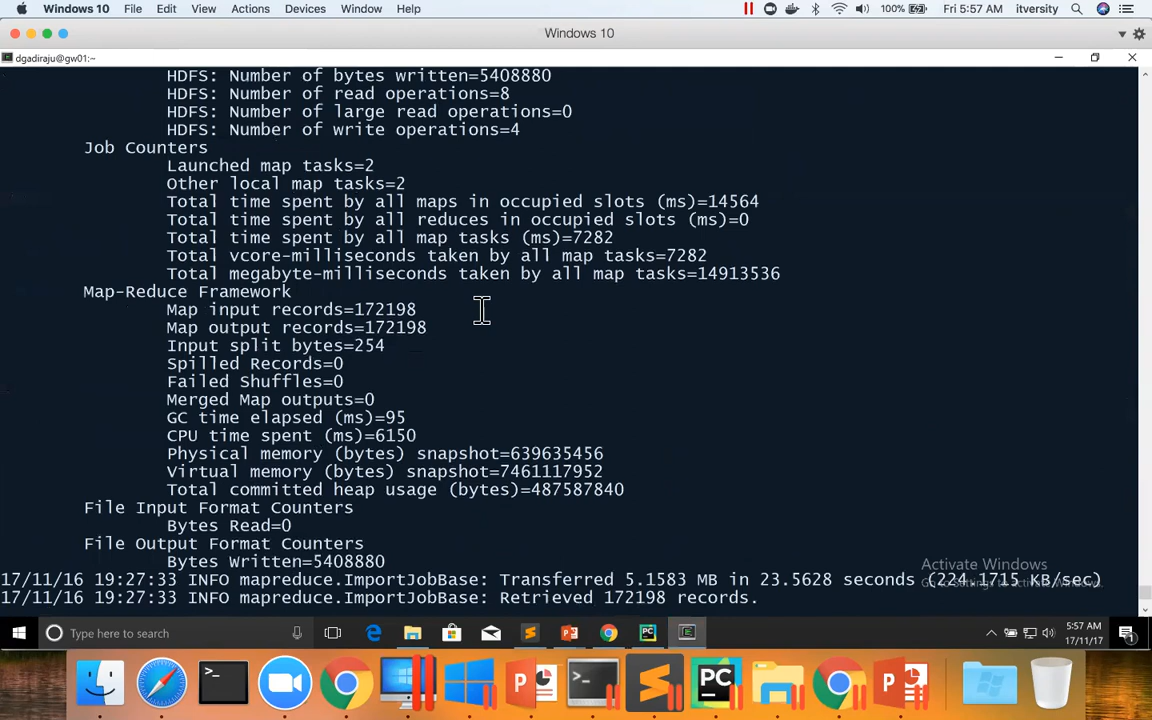 Windows 10 File Edit View Actions Devices Window Help 100% Fri 5:57 AM itversity
Windows 10
dgadiraju@gw01:~
HDFS: Number of bytes written=5408880
HDFS: Number of read operations=8
HDFS: Number of large read operations=0
HDFS: Number of write operations=4
Job Counters
Launched map tasks=2
Other local map tasks=2
Total time spent by all maps in occupied slots (ms)=14564
Total time spent by all reduces in occupied slots (ms)=0
Total time spent by all map tasks (ms)=7282
Total vcore-milliseconds taken by all map tasks=7282
Total megabyte-milliseconds taken by all map tasks=14913536
Map-Reduce Framework
Map input records=172198
Map output records=172198
Input split bytes=254
Spilled Records=0
Failed Shuffles=0
Merged Map outputs=0
GC time elapsed (ms)=95
CPU time spent (ms)=6150
Physical memory (bytes) snapshot=639635456
Virtual memory (bytes) snapshot=7461117952
Total committed heap usage (bytes)=487587840
File Input Format Counters
Bytes Read=0
File Output Format Counters
Bytes Written=5408880
Activate Windows
17/11/16 19:27:33 INFO mapreduce.ImportJobBase: Transferred 5.1583 MB in 23.5628 seconds (224.1715 KB/sec)
17/11/16 19:27:33 INFO mapreduce.ImportJobBase: Retrieved 172198 records.
Type here to search
5:57 AM
17/11/17